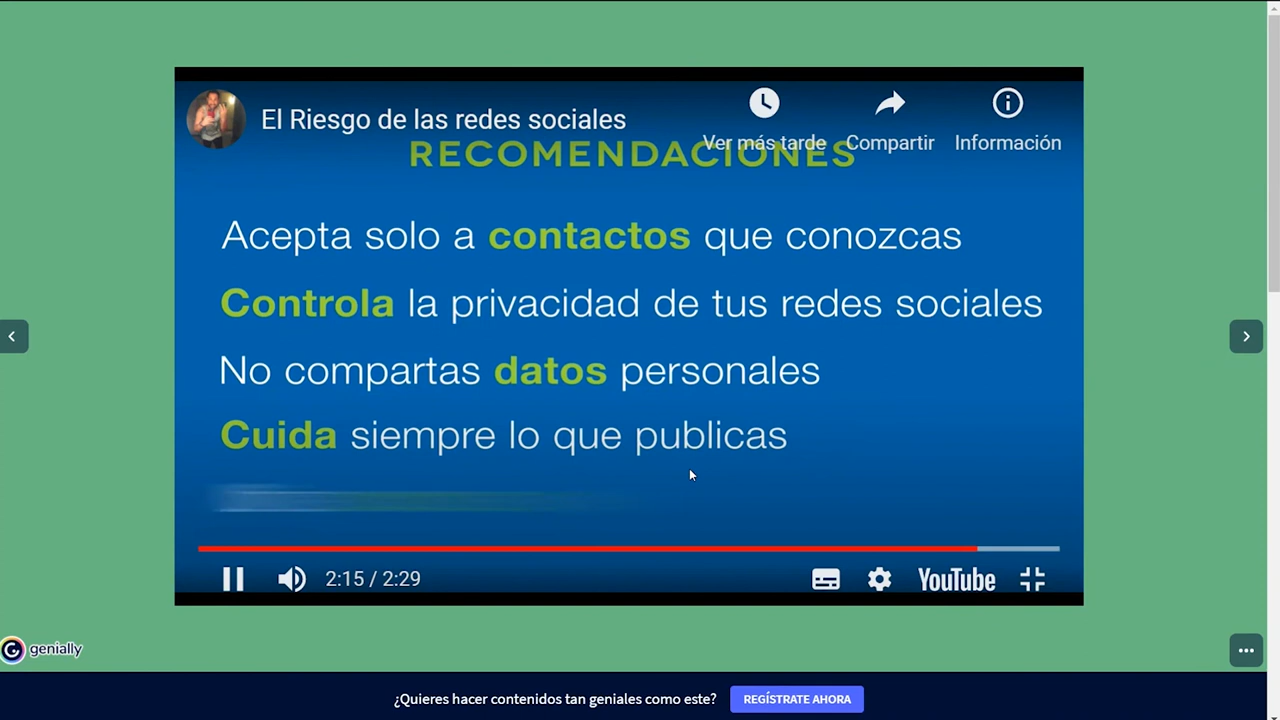 El Riesgo de las redes sociales
Ver más tarde
Compartir
Información
RECOMENDACIONES
Acepta solo a contactos que conozcas
Controla la privacidad de tus redes sociales
No compartas datos personales
Cuida siempre lo que publicas
2:15 / 2:29
YouTube
genially
¿Quieres hacer contenidos tan geniales como este?
REGÍSTRATE AHORA